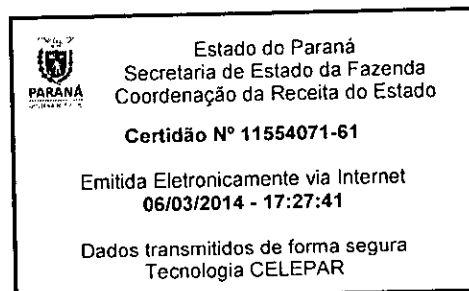 PARANÁ
Estado do Paraná
Secretaria de Estado da Fazenda
Coordenação da Receita do Estado
Certidão Nº 11554071-61
Emitida Eletronicamente via Internet
06/03/2014 - 17:27:41
Dados transmitidos de forma segura
Tecnologia CELEPAR